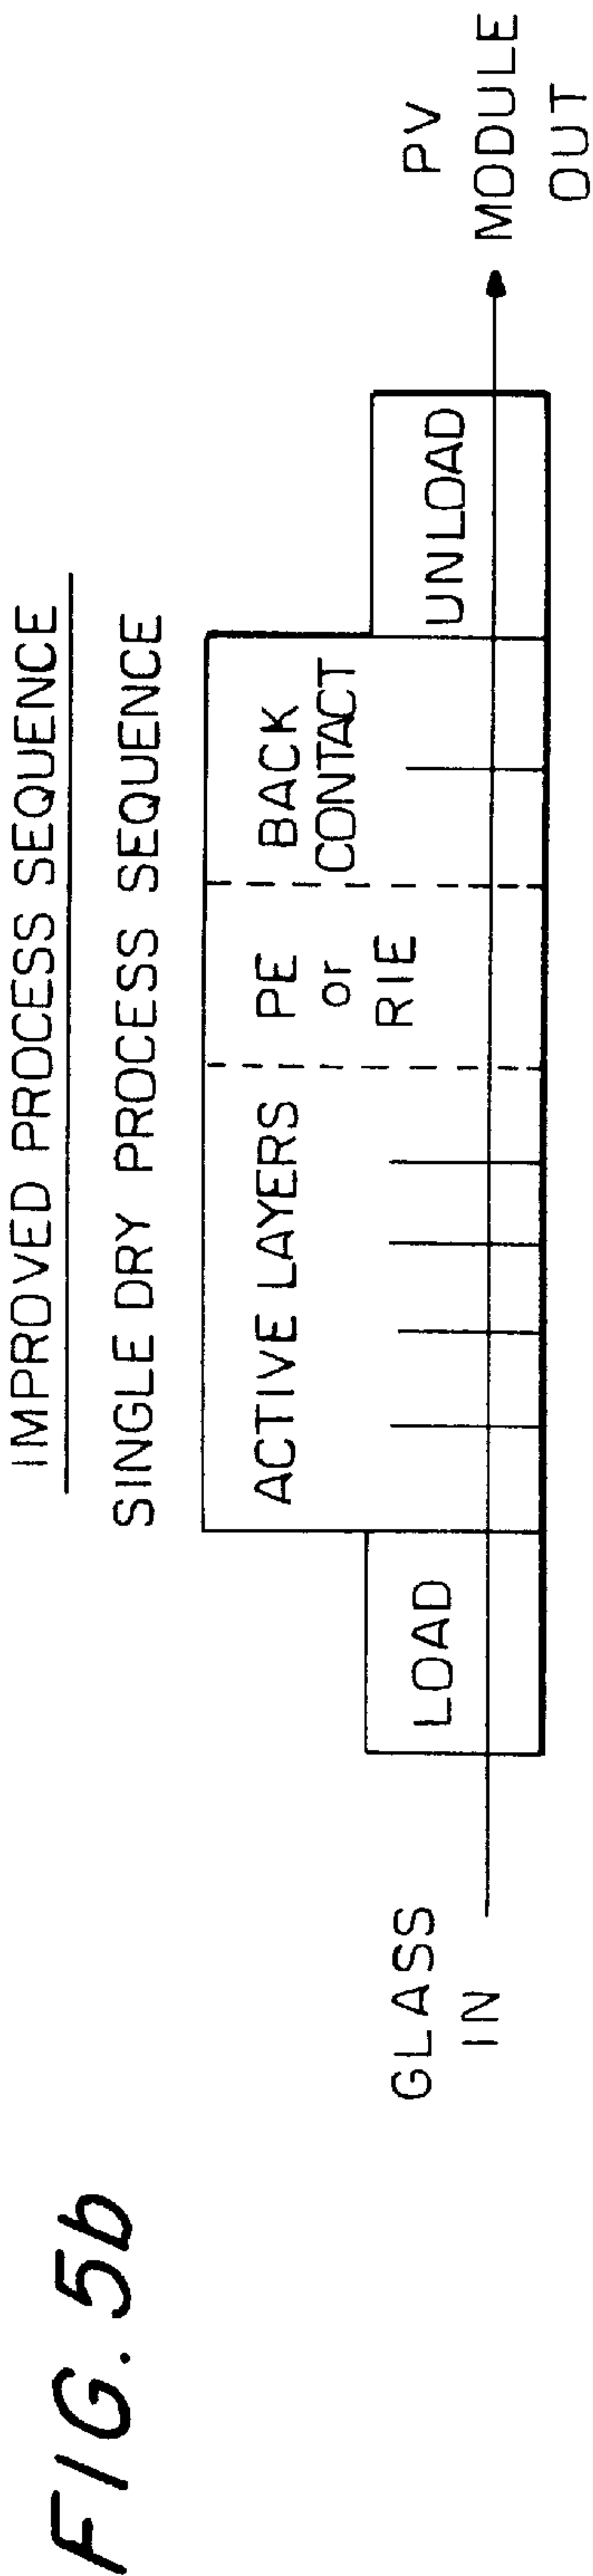 FIG. 5b
IMPROVED PROCESS SEQUENCE
SINGLE DRY PROCESS SEQUENCE
GLASS
IN
LOAD
ACTIVE LAYERS
PE
or
RIE
BACK
CONTACT
UNLOAD
PV
MODULE
OUT